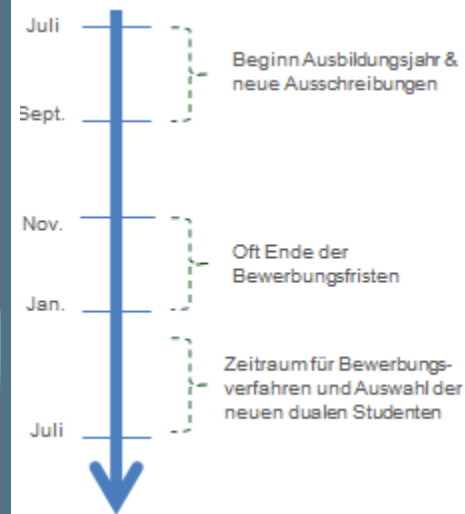 Juli
Beginn Ausbildungsjahr &
neue Ausschreibungen
Sept.
Nov.
Oft Ende der
Bewerbungsfristen
Jan.
Zeitraum für Bewerbungs-
verfahren und Auswahl der
neuen dualen Studenten
Juli